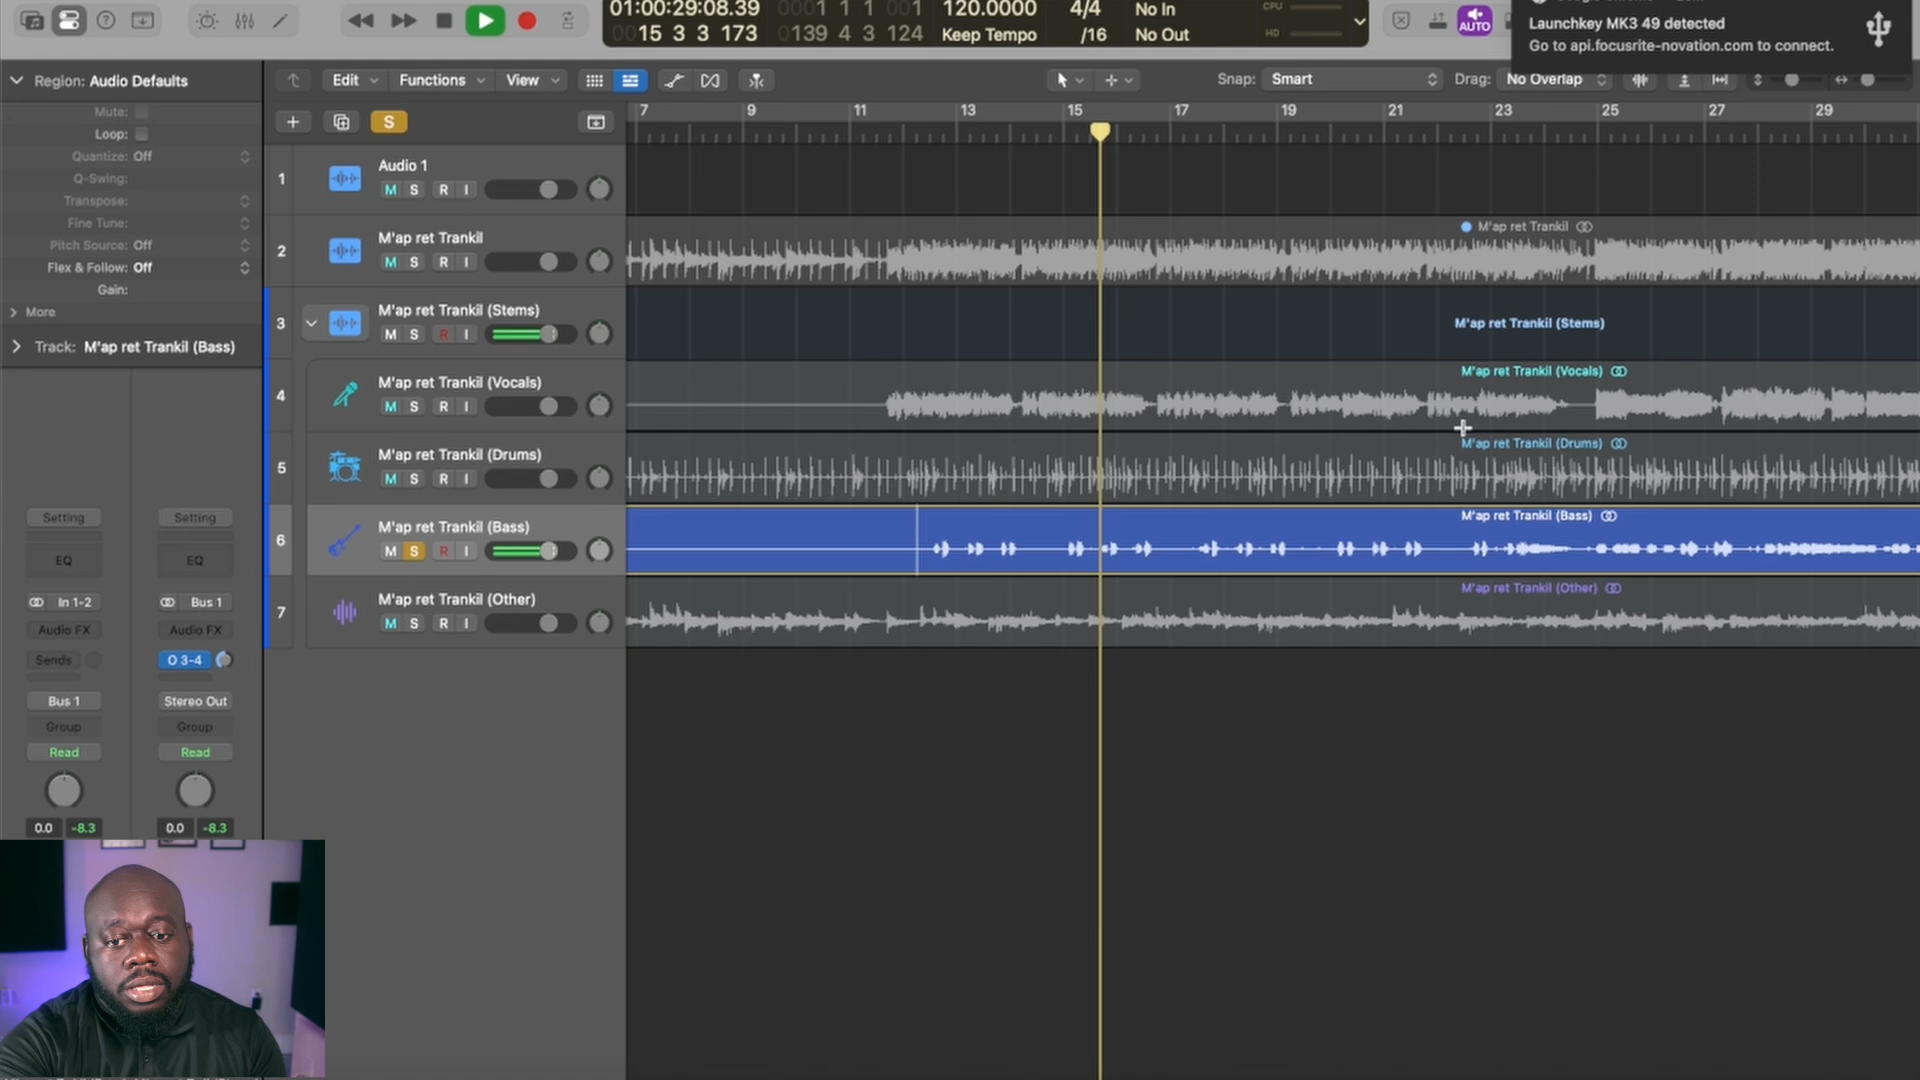 01:00:29:08.39
0001 1 1 001
120.0000
4/4
No In
CPU
0015 3 3 173
0139 4 3 124
Keep Tempo
/16
No Out
HD
AUTO
Launchkey MK3 49 detected
Go to api.focusrite-novation.com to connect.
Region: Audio Defaults
Mute:
Loop:
Quantize: Off
Q-Swing:
Transpose:
Fine Tune:
Pitch Source: Off
Flex & Follow: Off
Gain:
More
Track: M'ap ret Trankil (Bass)
Edit
Functions
View
Snap: Smart
Drag: No Overlap
S
7 9 11 13 15 17 19 21 23 25 27 29
1
Audio 1
M S R I
2
M'ap ret Trankil
M S R I
M'ap ret Trankil
3
M'ap ret Trankil (Stems)
M S R I
M'ap ret Trankil (Stems)
4
M'ap ret Trankil (Vocals)
M S R I
M'ap ret Trankil (Vocals)
5
M'ap ret Trankil (Drums)
M S R I
M'ap ret Trankil (Drums)
6
M'ap ret Trankil (Bass)
M S R I
M'ap ret Trankil (Bass)
7
M'ap ret Trankil (Other)
M S R I
M'ap ret Trankil (Other)
Setting
Setting
EQ
EQ
In 1-2
Bus 1
Audio FX
Audio FX
Sends
O 3-4
Bus 1
Stereo Out
Group
Group
Read
Read
0.0
-8.3
0.0
-8.3